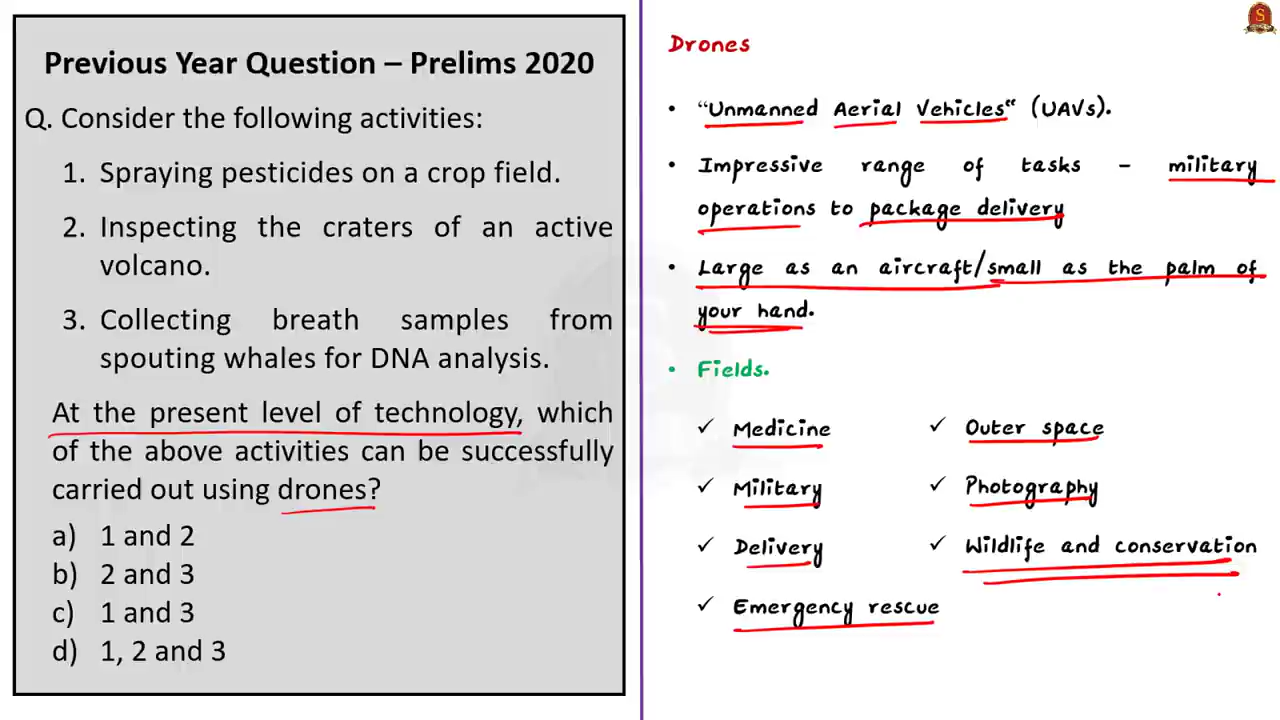 Previous Year Question – Prelims 2020
Q. Consider the following activities:
1. Spraying pesticides on a crop field.
2. Inspecting the craters of an active
volcano.
3. Collecting breath samples from
spouting whales for DNA analysis.
At the present level of technology, which
of the above activities can be successfully
carried out using drones?
a) 1 and 2
b) 2 and 3
c) 1 and 3
d) 1, 2 and 3
Drones
• "Unmanned Aerial Vehicles" (UAVs).
• Impressive range of tasks – military
operations to package delivery
• Large as an aircraft/small as the palm of
your hand.
• Fields.
✓ Medicine
✓ Outer space
✓ Military
✓ Photography
✓ Delivery
✓ Wildlife and conservation
✓ Emergency rescue
S